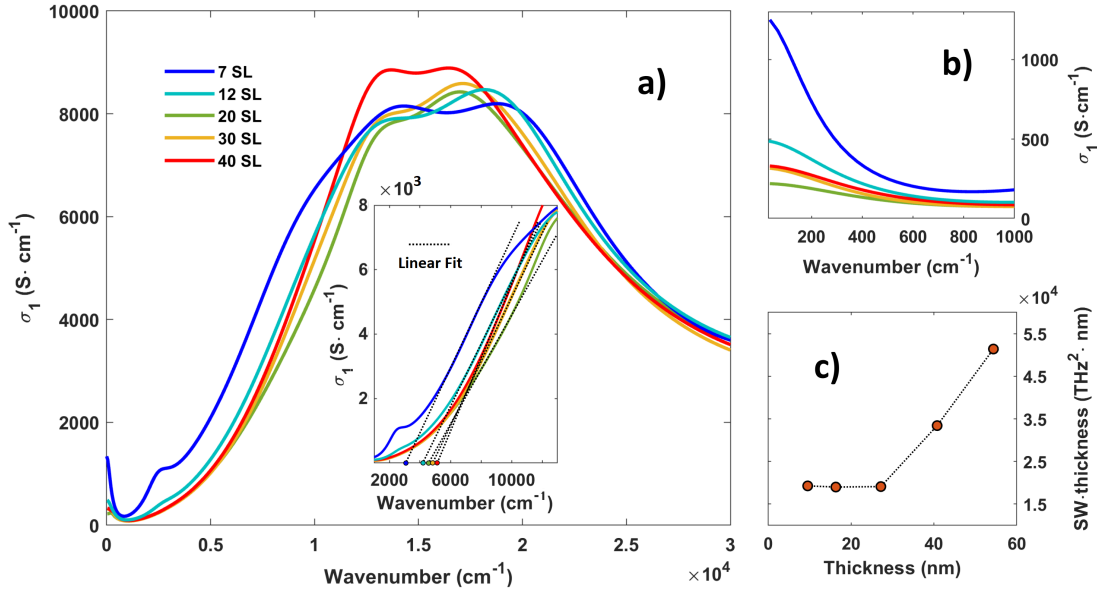 a)
10000
8000
6000
4000
2000
0
σ1 (S· cm-1)
7 SL
12 SL
20 SL
30 SL
40 SL
0
0.5
1
1.5
2
2.5
3
×10^4
Wavenumber (cm-1)
×10^3
8
6
4
2
σ1 (S· cm-1)
Linear Fit
2000
6000
10000
Wavenumber (cm-1)
b)
1000
500
0
σ1 (S·cm-1)
200
400
600
800
1000
Wavenumber (cm-1)
c)
×10^4
5.5
4.5
3.5
2.5
1.5
SW·thickness (THz2· nm)
0
20
40
60
Thickness (nm)